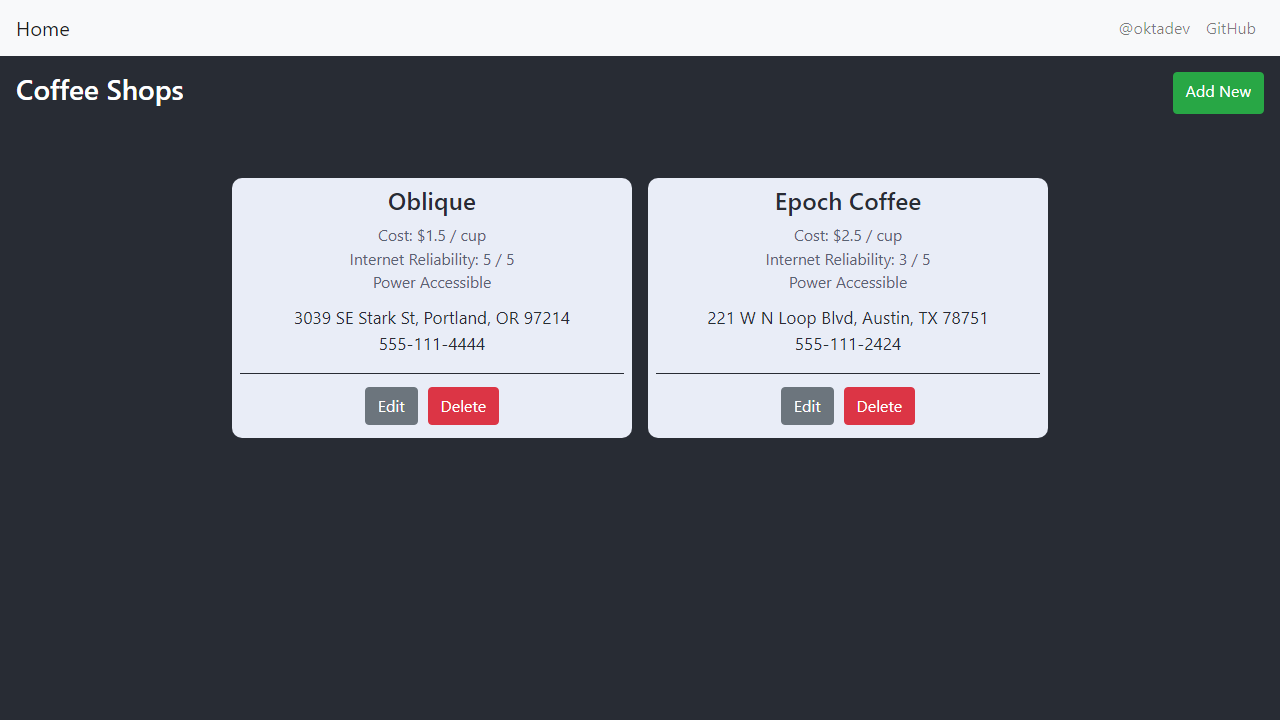 Home
@oktadev
GitHub
Coffee Shops
Add New
Oblique
Cost: $1.5 / cup
Internet Reliability: 5 / 5
Power Accessible
3039 SE Stark St, Portland, OR 97214
555-111-4444
Edit
Delete
Epoch Coffee
Cost: $2.5 / cup
Internet Reliability: 3 / 5
Power Accessible
221 W N Loop Blvd, Austin, TX 78751
555-111-2424
Edit
Delete